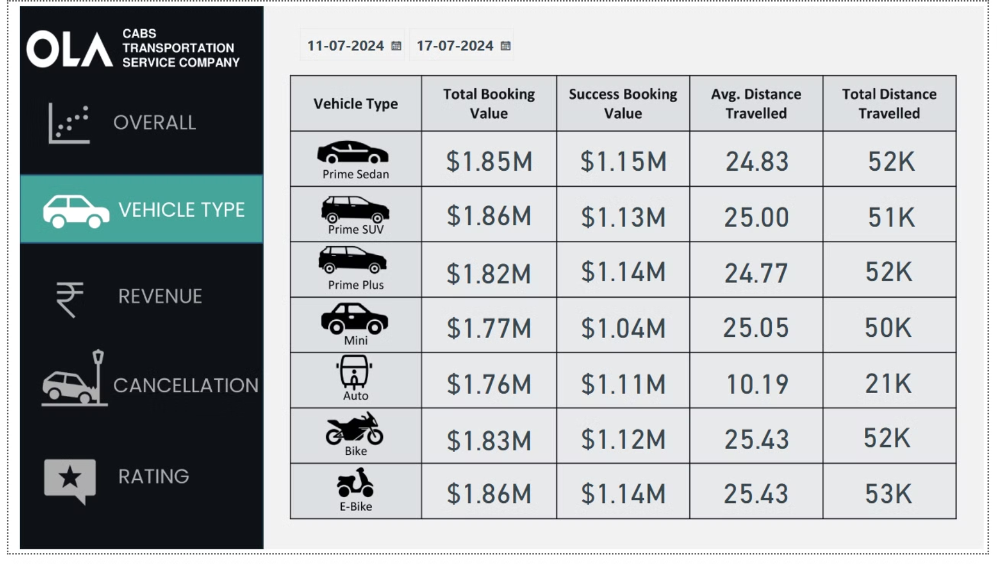 OLA
CABS
TRANSPORTATION
SERVICE COMPANY
OVERALL
VEHICLE TYPE
REVENUE
CANCELLATION
RATING
11-07-2024 17-07-2024
Vehicle Type Total Booking Value Success Booking Value Avg. Distance Travelled Total Distance Travelled
Prime Sedan $1.85M $1.15M 24.83 52K
Prime SUV $1.86M $1.13M 25.00 51K
Prime Plus $1.82M $1.14M 24.77 52K
Mini $1.77M $1.04M 25.05 50K
Auto $1.76M $1.11M 10.19 21K
Bike $1.83M $1.12M 25.43 52K
E-Bike $1.86M $1.14M 25.43 53K